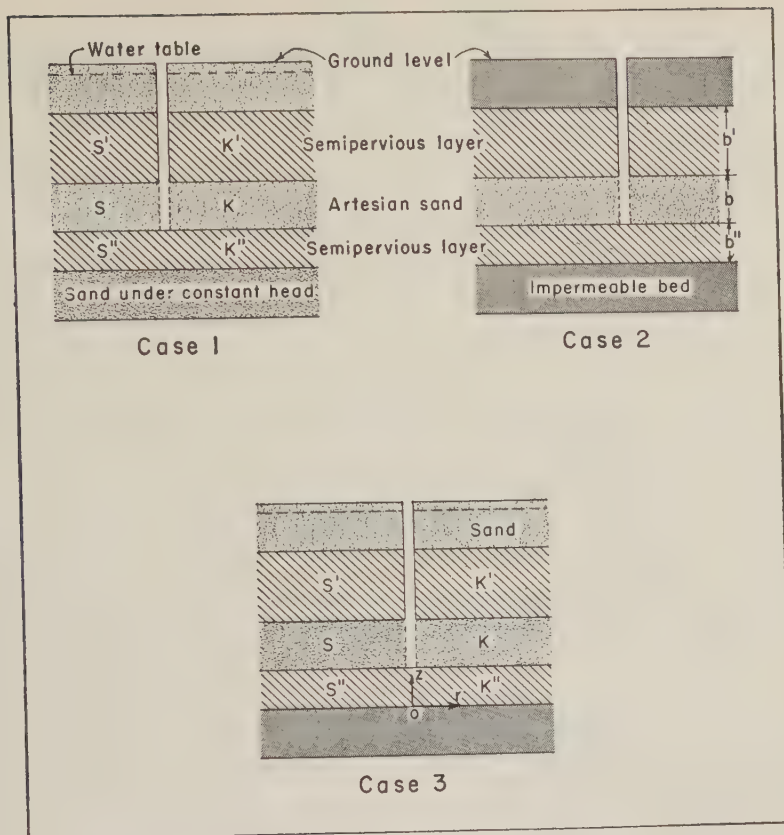 Water table
Ground level
S' K' Semipervious layer b'
S K Artesian sand b
S" K" Semipervious layer b"
Sand under constant head
Impermeable bed
Case 1
Case 2
Sand
S' K'
S K
S" z K"
o r
Case 3